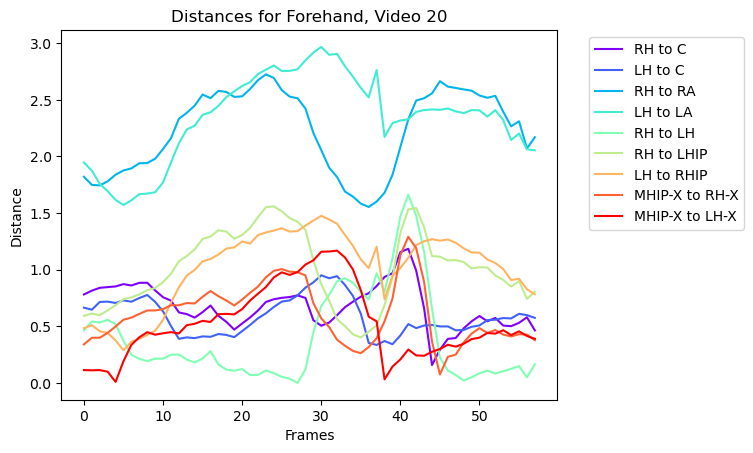 Distances for Forehand, Video 20
3.0
2.5
2.0
1.5
1.0
0.5
0.0
Distance
0 10 20 30 40 50
Frames
RH to C
LH to C
RH to RA
LH to LA
RH to LH
RH to LHIP
LH to RHIP
MHIP-X to RH-X
MHIP-X to LH-X